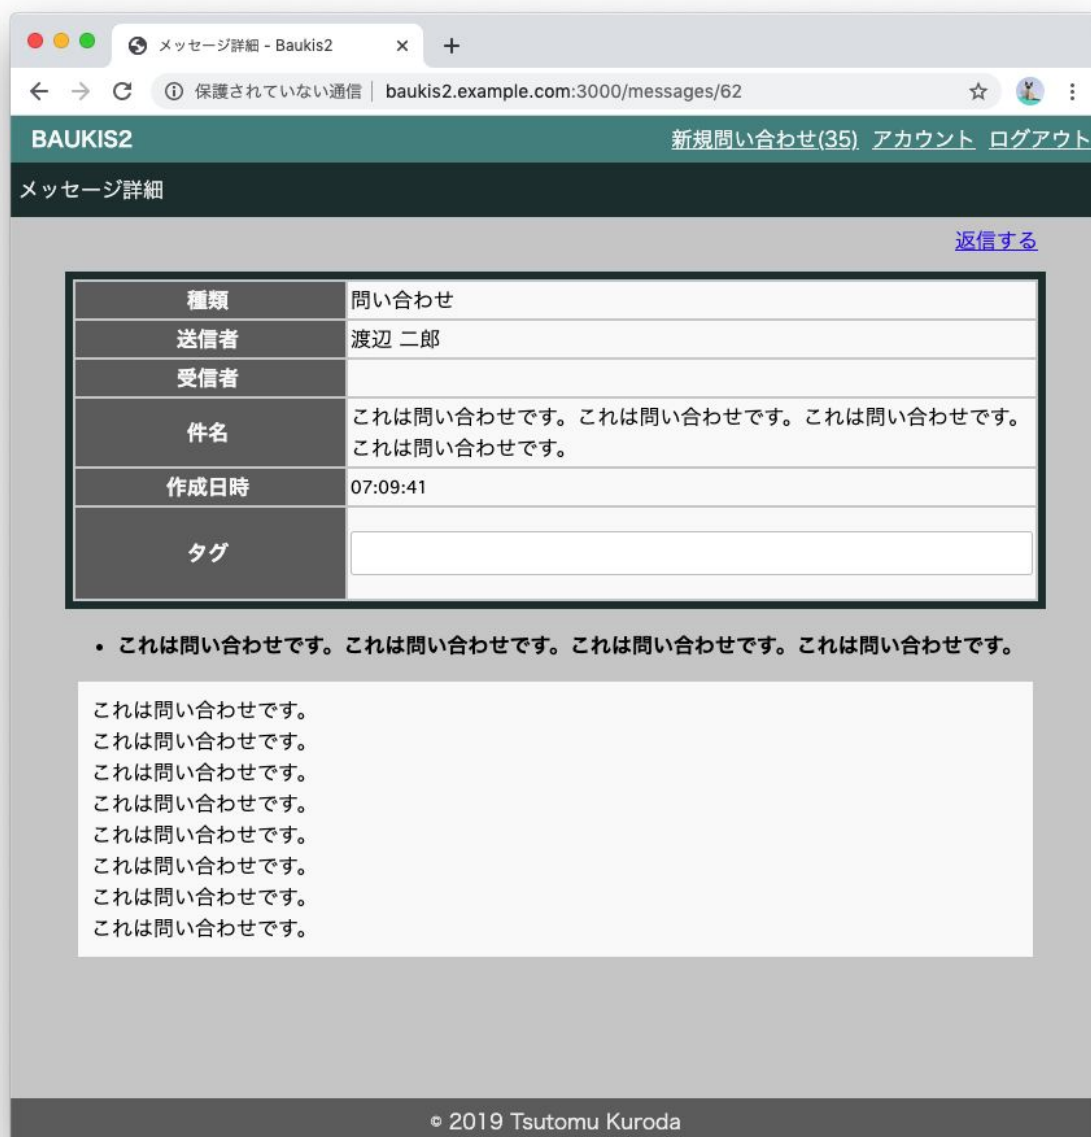 メッセージ詳細 - Baukis2
保護されていない通信 | baukis2.example.com:3000/messages/62
BAUKIS2 新規問い合わせ(35) アカウント ログアウト
メッセージ詳細
返信する
種類 問い合わせ
送信者 渡辺 二郎
受信者
件名 これは問い合わせです。これは問い合わせです。これは問い合わせです。
これは問い合わせです。
作成日時 07:09:41
タグ
• これは問い合わせです。これは問い合わせです。これは問い合わせです。これは問い合わせです。
これは問い合わせです。
これは問い合わせです。
これは問い合わせです。
これは問い合わせです。
これは問い合わせです。
これは問い合わせです。
これは問い合わせです。
これは問い合わせです。
© 2019 Tsutomu Kuroda